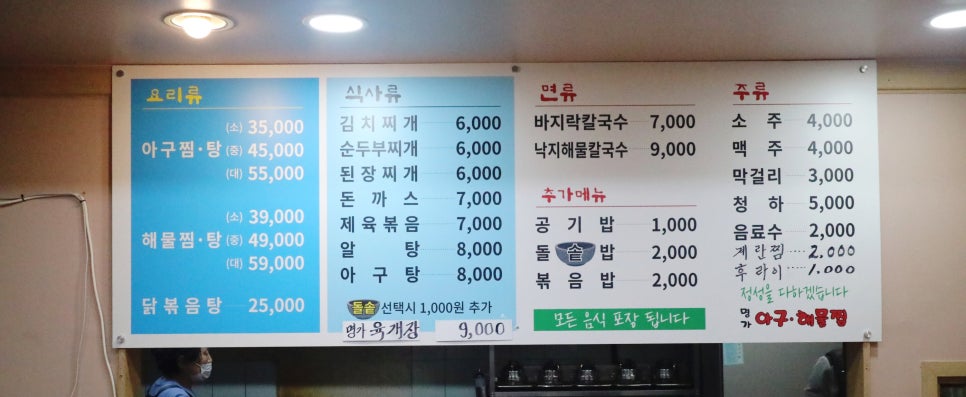 요리류
(소) 35,000
아구찜·탕 (중) 45,000
(대) 55,000
(소) 39,000
해물찜·탕 (중) 49,000
(대) 59,000
닭볶음탕 25,000
식사류
김치찌개 6,000
순두부찌개 6,000
된장찌개 6,000
돈까스 7,000
제육볶음 7,000
알탕 8,000
아구탕 8,000
돌솥 선택시 1,000원 추가
명가 육개장 9,000
면류
바지락칼국수 7,000
낙지해물칼국수 9,000
추가메뉴
공기밥 1,000
돌솥밥 2,000
볶음밥 2,000
모든 음식 포장 됩니다
주류
소주 4,000
맥주 4,000
막걸리 3,000
청하 5,000
음료수 2,000
계란찜 2.000
후라이 1.000
정성을 다하겠습니다
명가 아구·해물찜